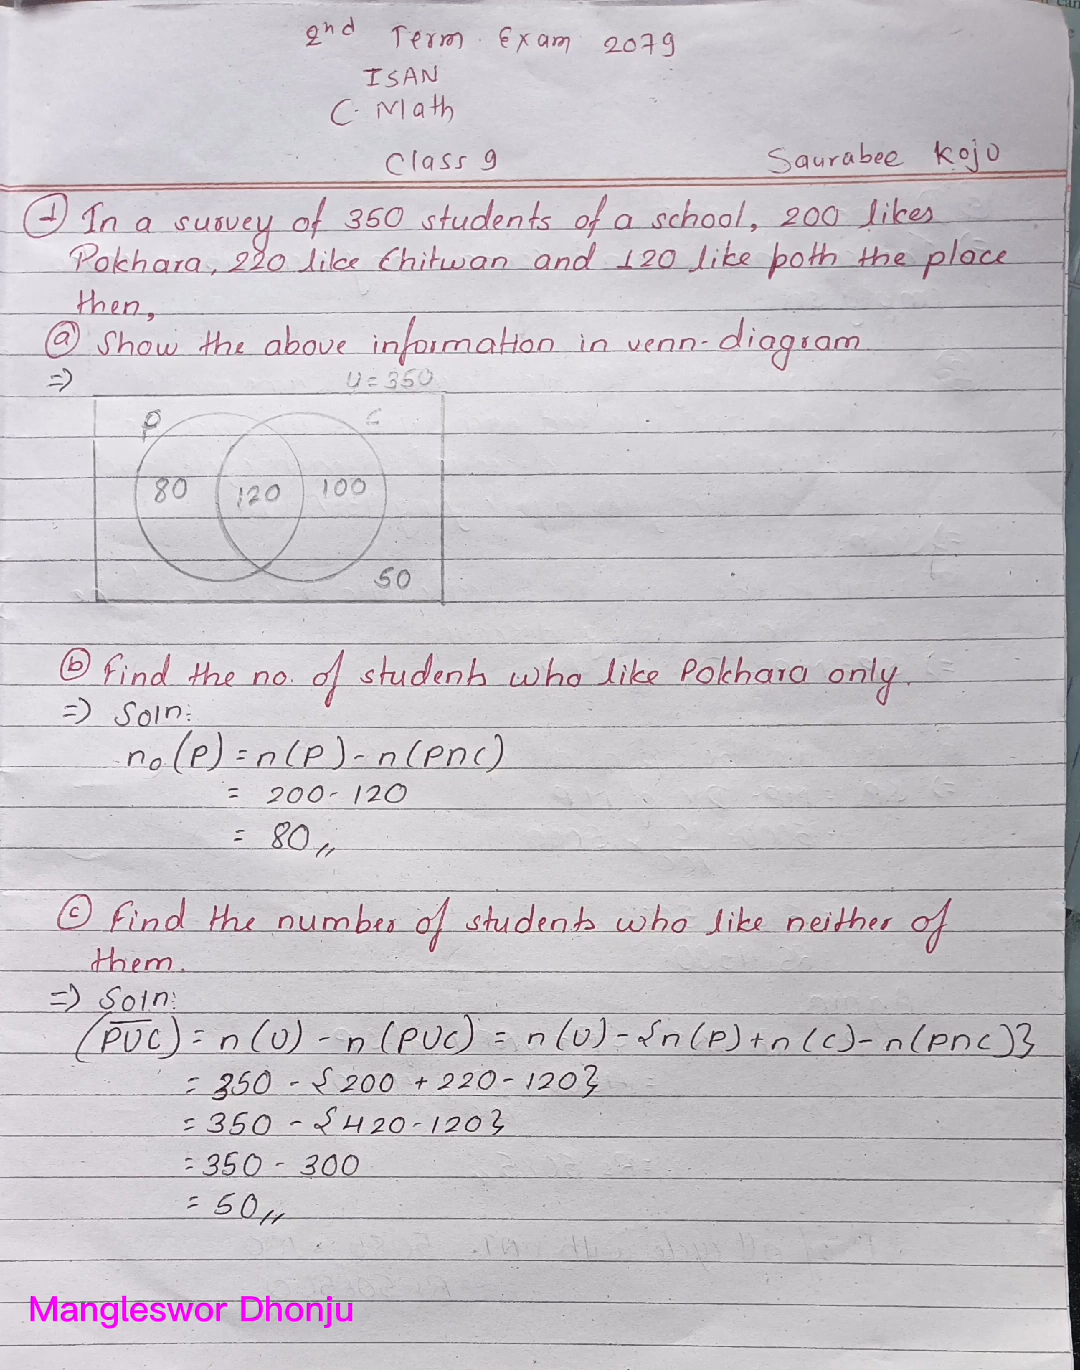 2nd Term Exam 2079
ISAN
C. Math
Class 9
Saurabee Kojo
① In a survey of 350 students of a school, 200 likes
Pokhara, 220 like Chitwan and 120 like both the place
then,
ⓐ Show the above information in venn-diagram
=>
U = 350
P
C
80 120 100
50
ⓑ find the no. of students who like Pokhara only.
=> Soln:
n₀(P) = n(P) - n(P∩C)
= 200 - 120
= 80,,
ⓒ find the number of students who like neither of
them.
=> Soln:
(P̅U̅C̅) = n(U) - n(PUC) = n(U) - {n(P) + n(C) - n(P∩C)}
= 350 - {200 + 220 - 120}
= 350 - {420 - 120}
= 350 - 300
= 50,,
Mangleswor Dhonju